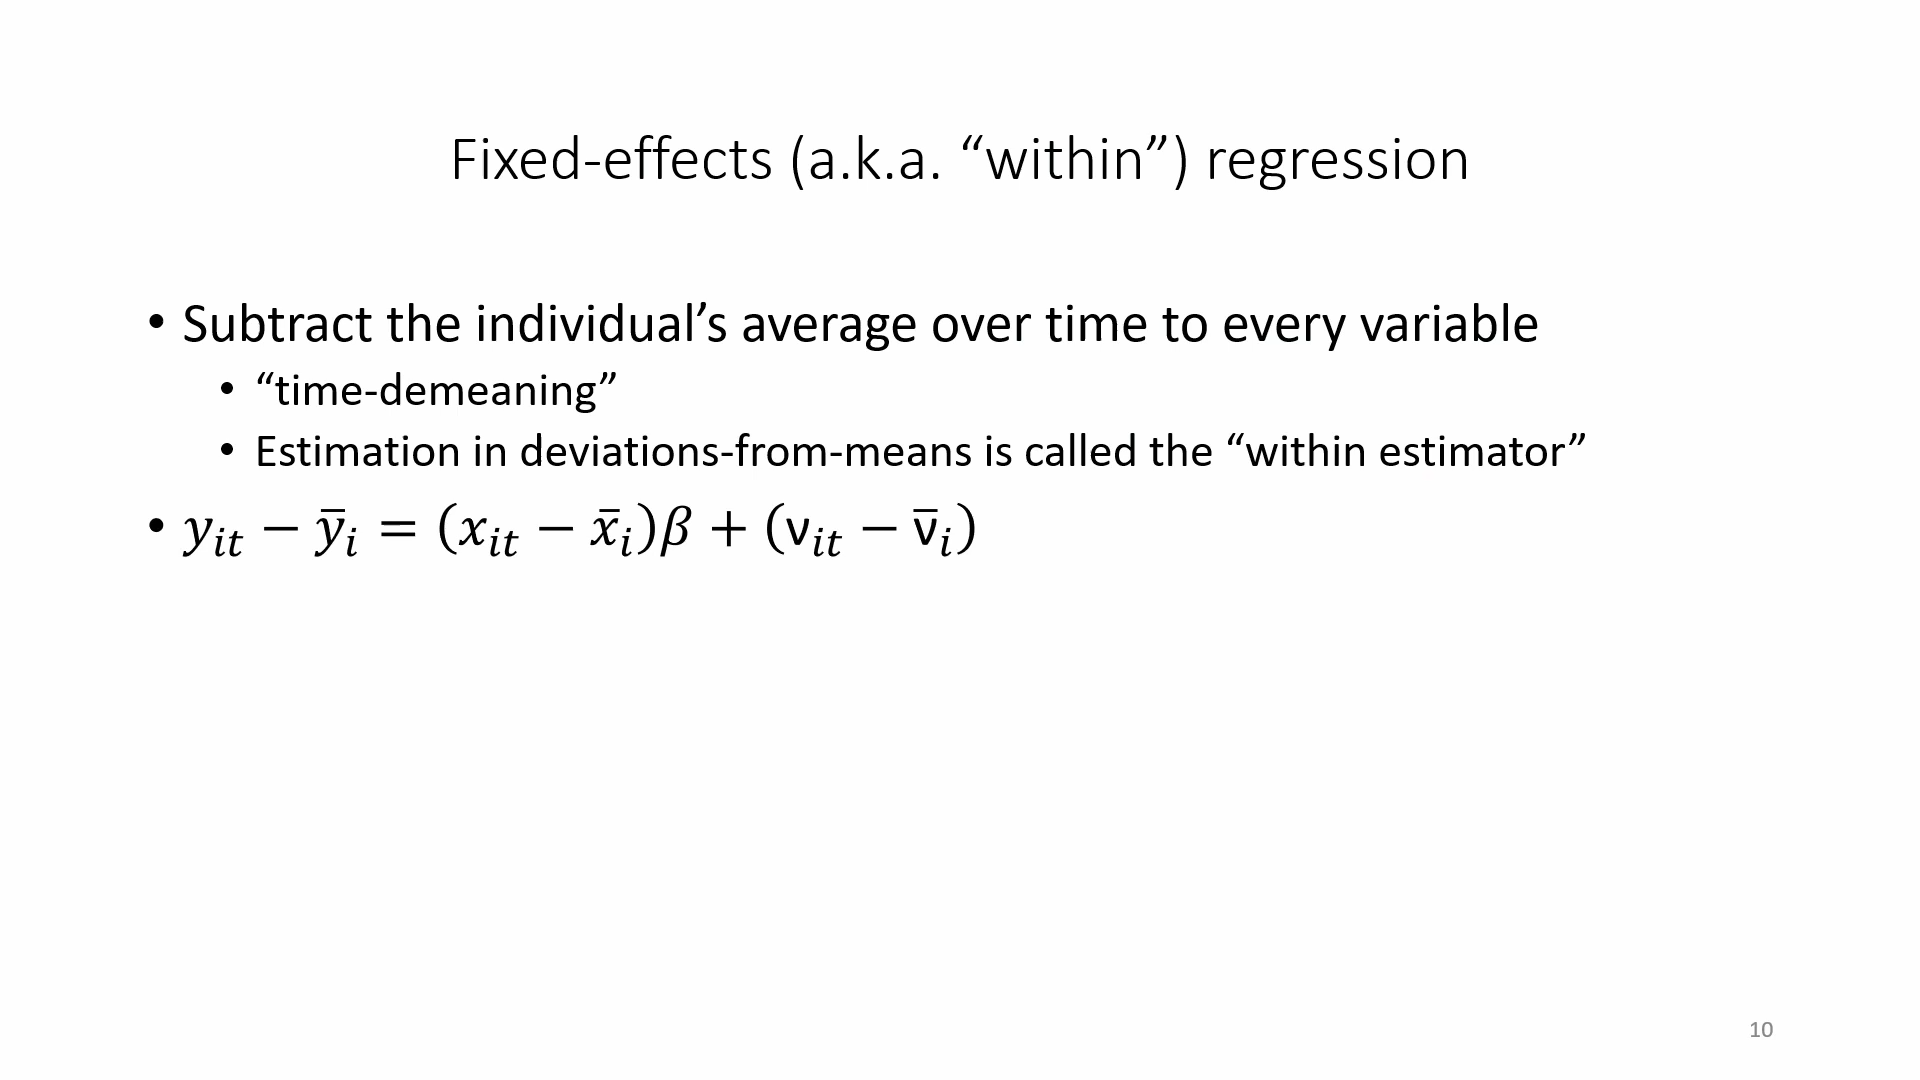 Fixed-effects (a.k.a. “within”) regression
• Subtract the individual’s average over time to every variable
• “time-demeaning”
• Estimation in deviations-from-means is called the “within estimator”
• 𝑦ᵢₜ − ȳᵢ = (𝑥ᵢₜ − x̄ᵢ)𝛽 + (νᵢₜ − ν̄ᵢ)
10